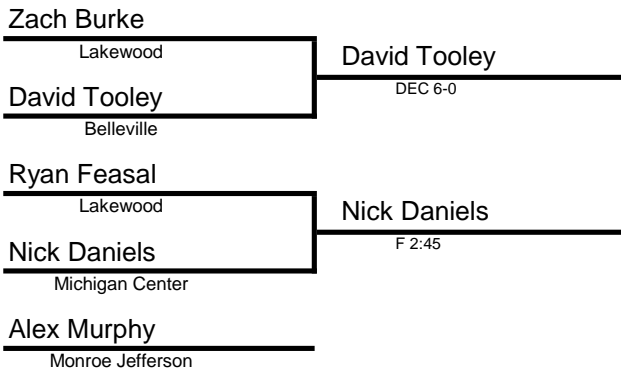 Zach Burke
Lakewood
David Tooley
DEC 6-0
David Tooley
Belleville
Ryan Feasal
Lakewood
Nick Daniels
F 2:45
Nick Daniels
Michigan Center
Alex Murphy
Monroe Jefferson